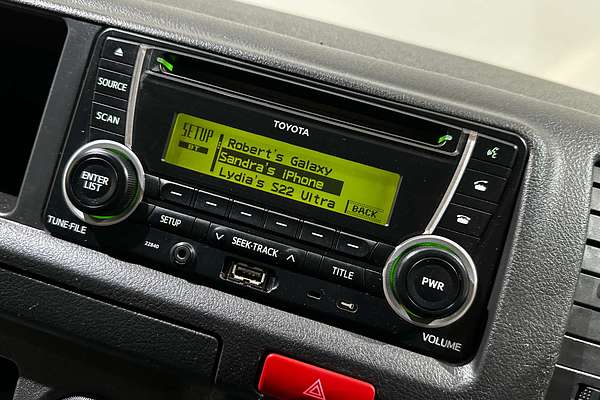 SOURCE
SCAN
TOYOTA
SETUP
BT
Robert's Galaxy
Sandra's iPhone
Lydia's S22 Ultra
BACK
ENTER
LIST
TUNE•FILE
SETUP
SEEK•TRACK
TITLE
22840
PWR
VOLUME